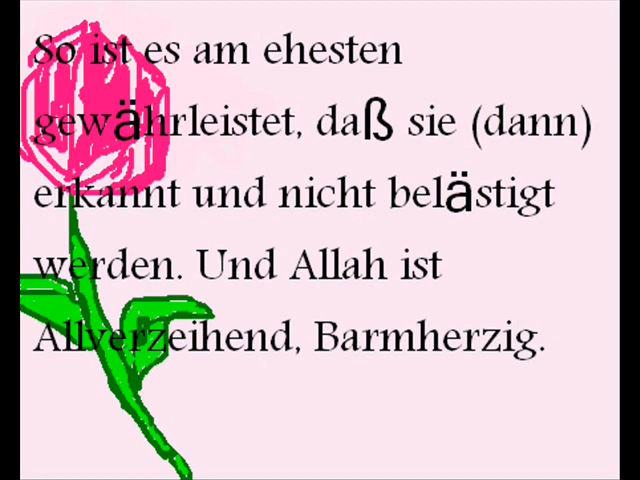 So ist es am ehesten
gewährleistet, daß sie (dann)
erkannt und nicht belästigt
werden. Und Allah ist
Allverzeihend, Barmherzig.